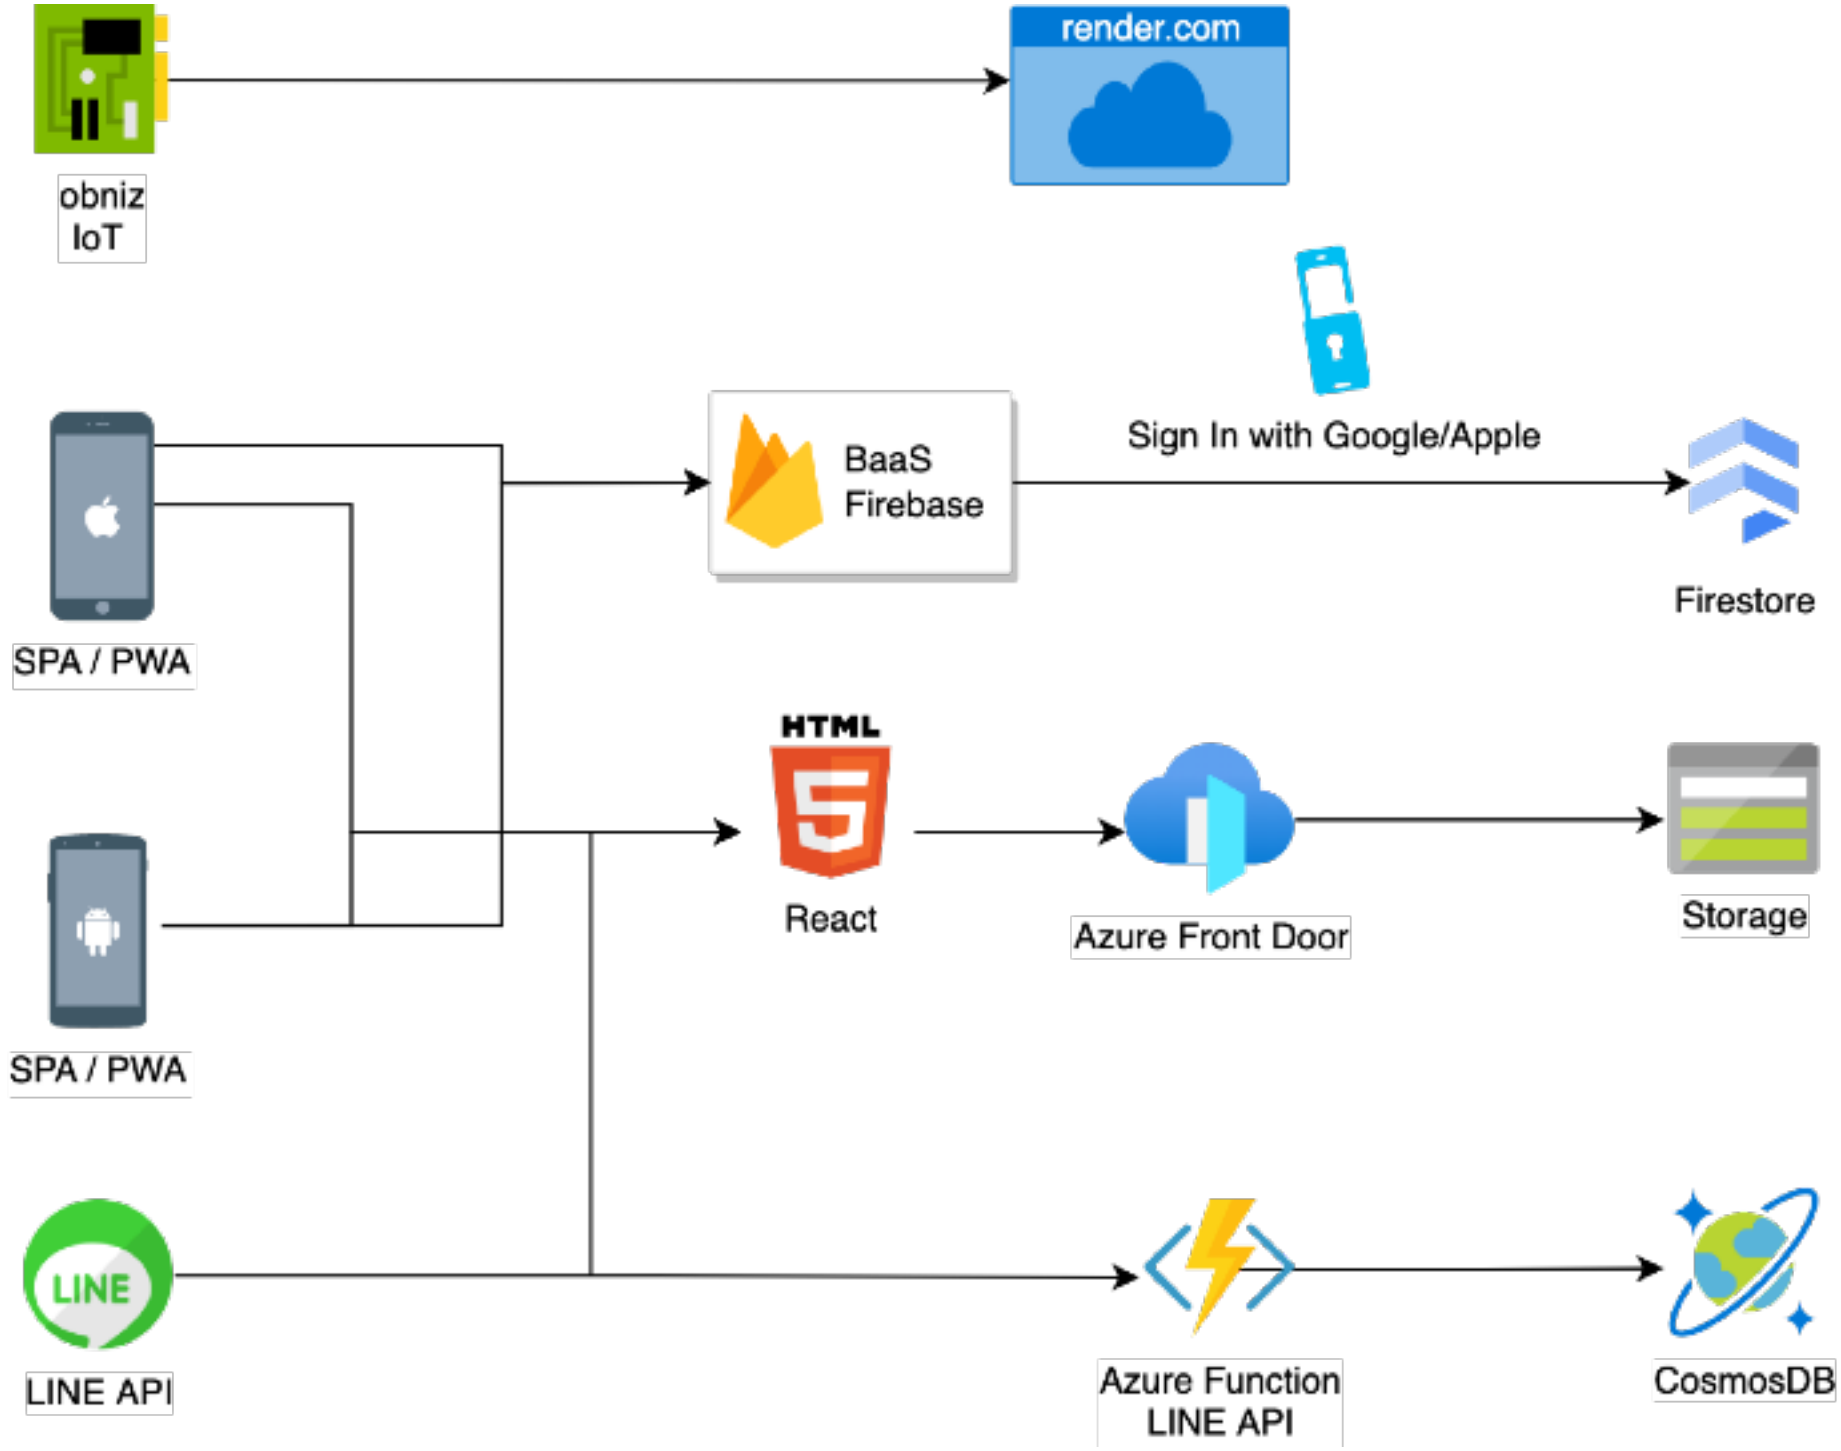 render.com
obniz
IoT
Sign In with Google/Apple
BaaS
Firebase
Firestore
SPA / PWA
HTML
React
Azure Front Door
Storage
SPA / PWA
LINE
LINE API
Azure Function
LINE API
CosmosDB